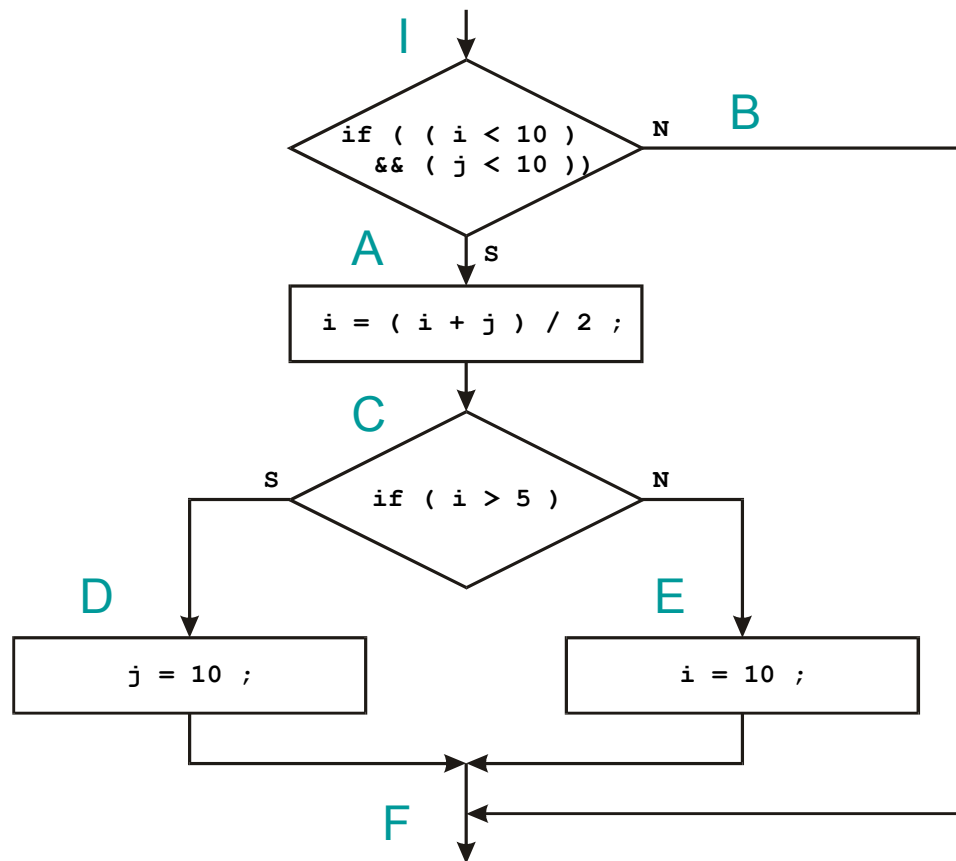 I
if ( ( i < 10 )
&& ( j < 10 ))
N
B
A
S
i = ( i + j ) / 2 ;
C
S
if ( i > 5 )
N
D
E
j = 10 ;
i = 10 ;
F